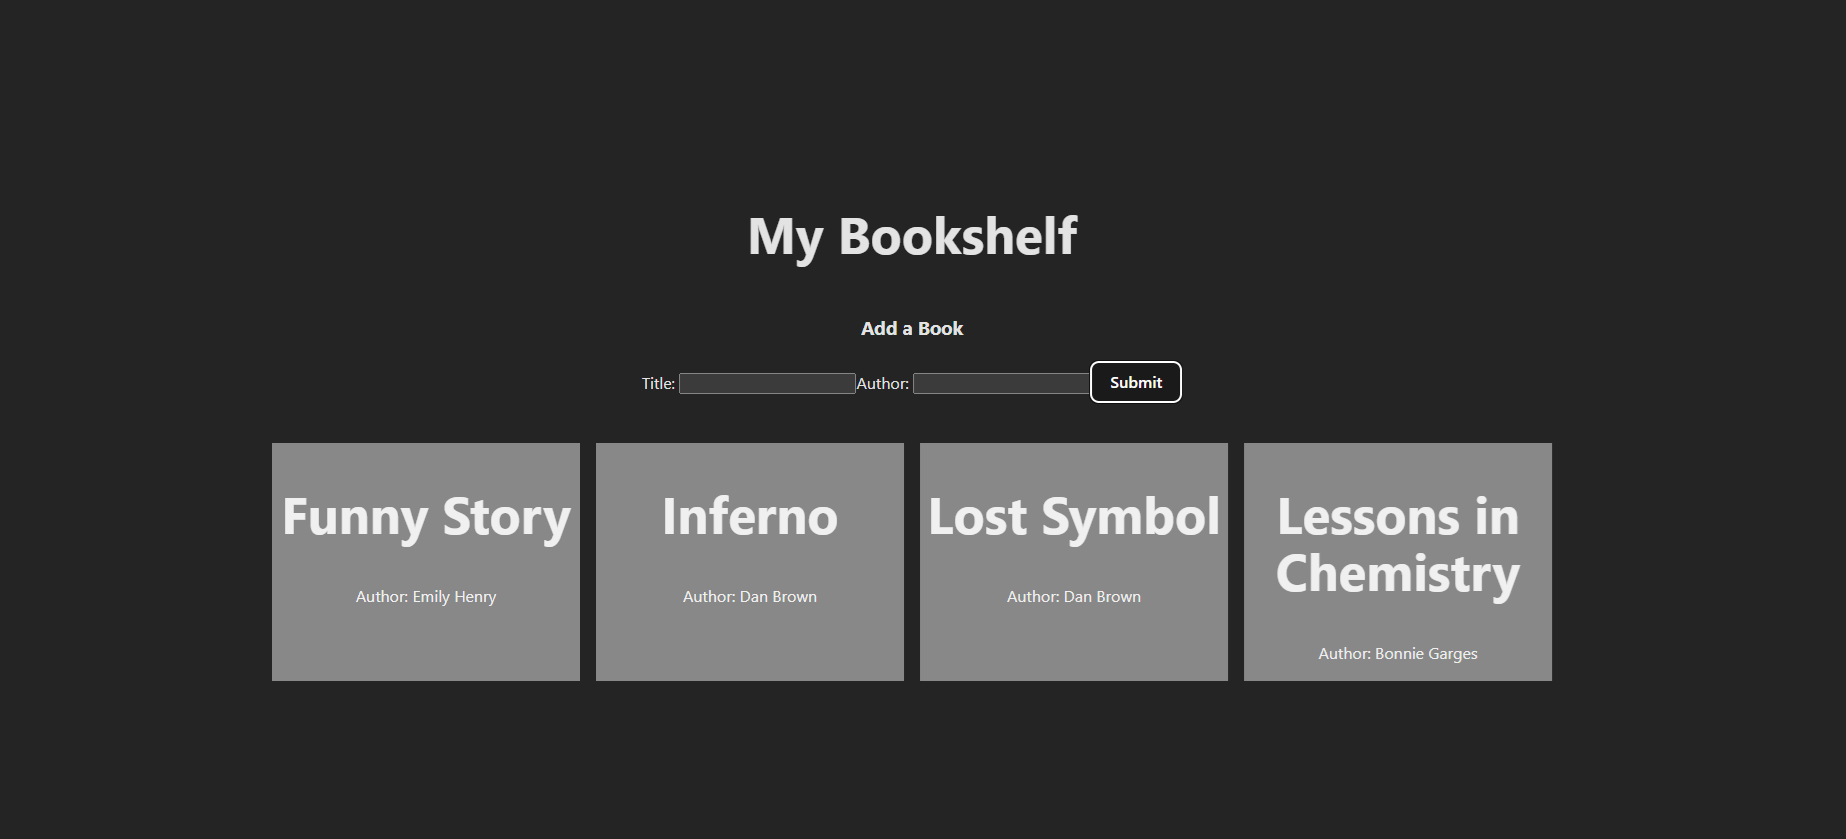 My Bookshelf
Add a Book
Title: Author: Submit
Funny Story
Author: Emily Henry
Inferno
Author: Dan Brown
Lost Symbol
Author: Dan Brown
Lessons in
Chemistry
Author: Bonnie Garges